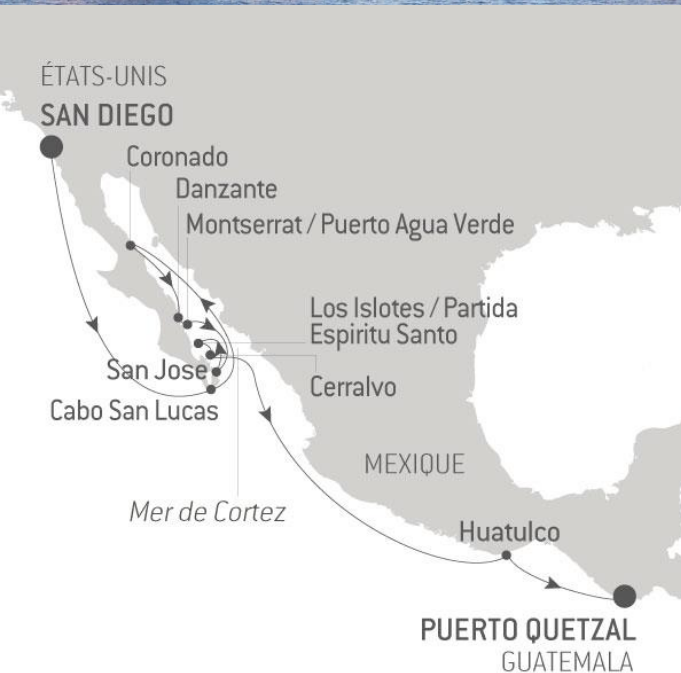 ÉTATS-UNIS
SAN DIEGO
Coronado
Danzante
Montserrat / Puerto Agua Verde
Los Islotes / Partida
Espiritu Santo
San Jose
Cerralvo
Cabo San Lucas
MEXIQUE
Mer de Cortez
Huatulco
PUERTO QUETZAL
GUATEMALA